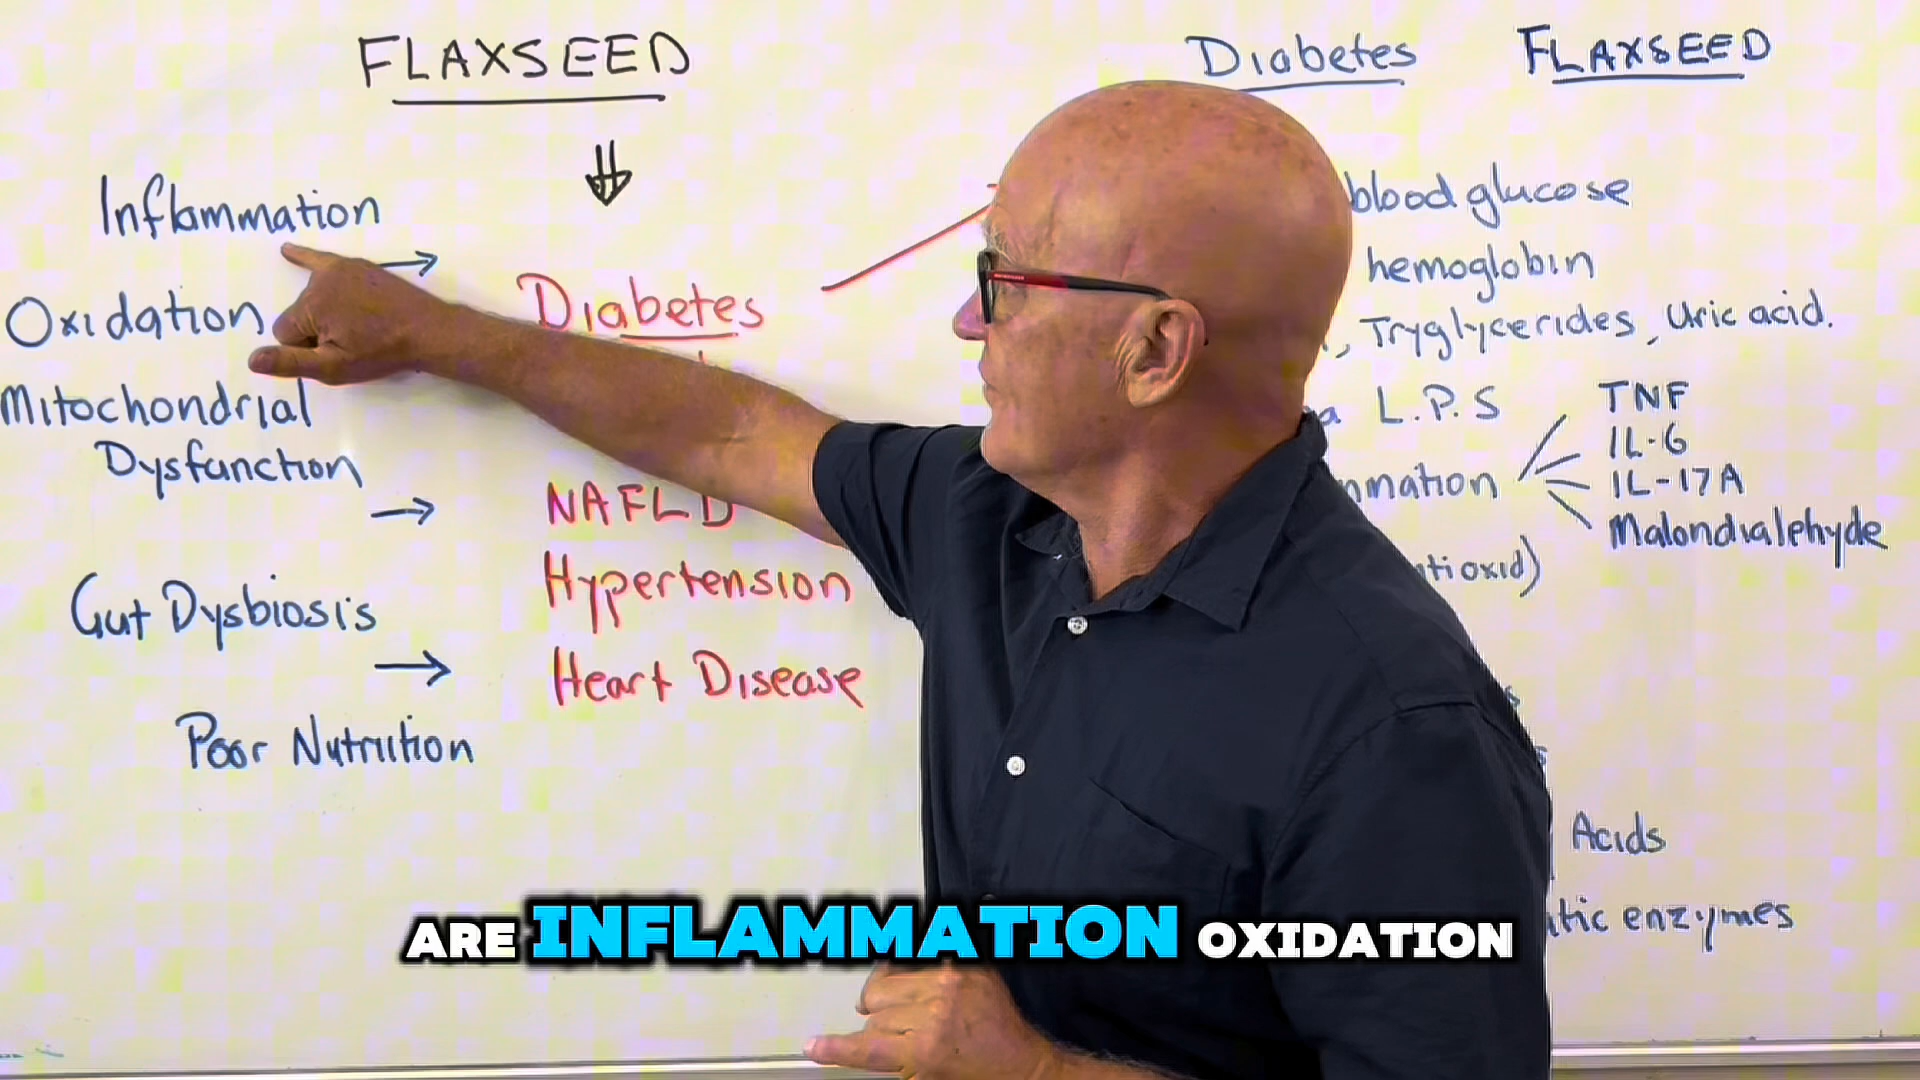 FLAXSEED
Inflammation
Oxidation
Mitochondrial
Dysfunction
Gut Dysbiosis
Poor Nutrition
Diabetes
NAFLD
Hypertension
Heart Disease
Diabetes FLAXSEED
blood glucose
hemoglobin
, Tryglycerides, Uric acid.
L.P.S
TNF
IL-6
IL-17A
Malondialehyde
Acids
enzymes
ARE INFLAMMATION OXIDATION